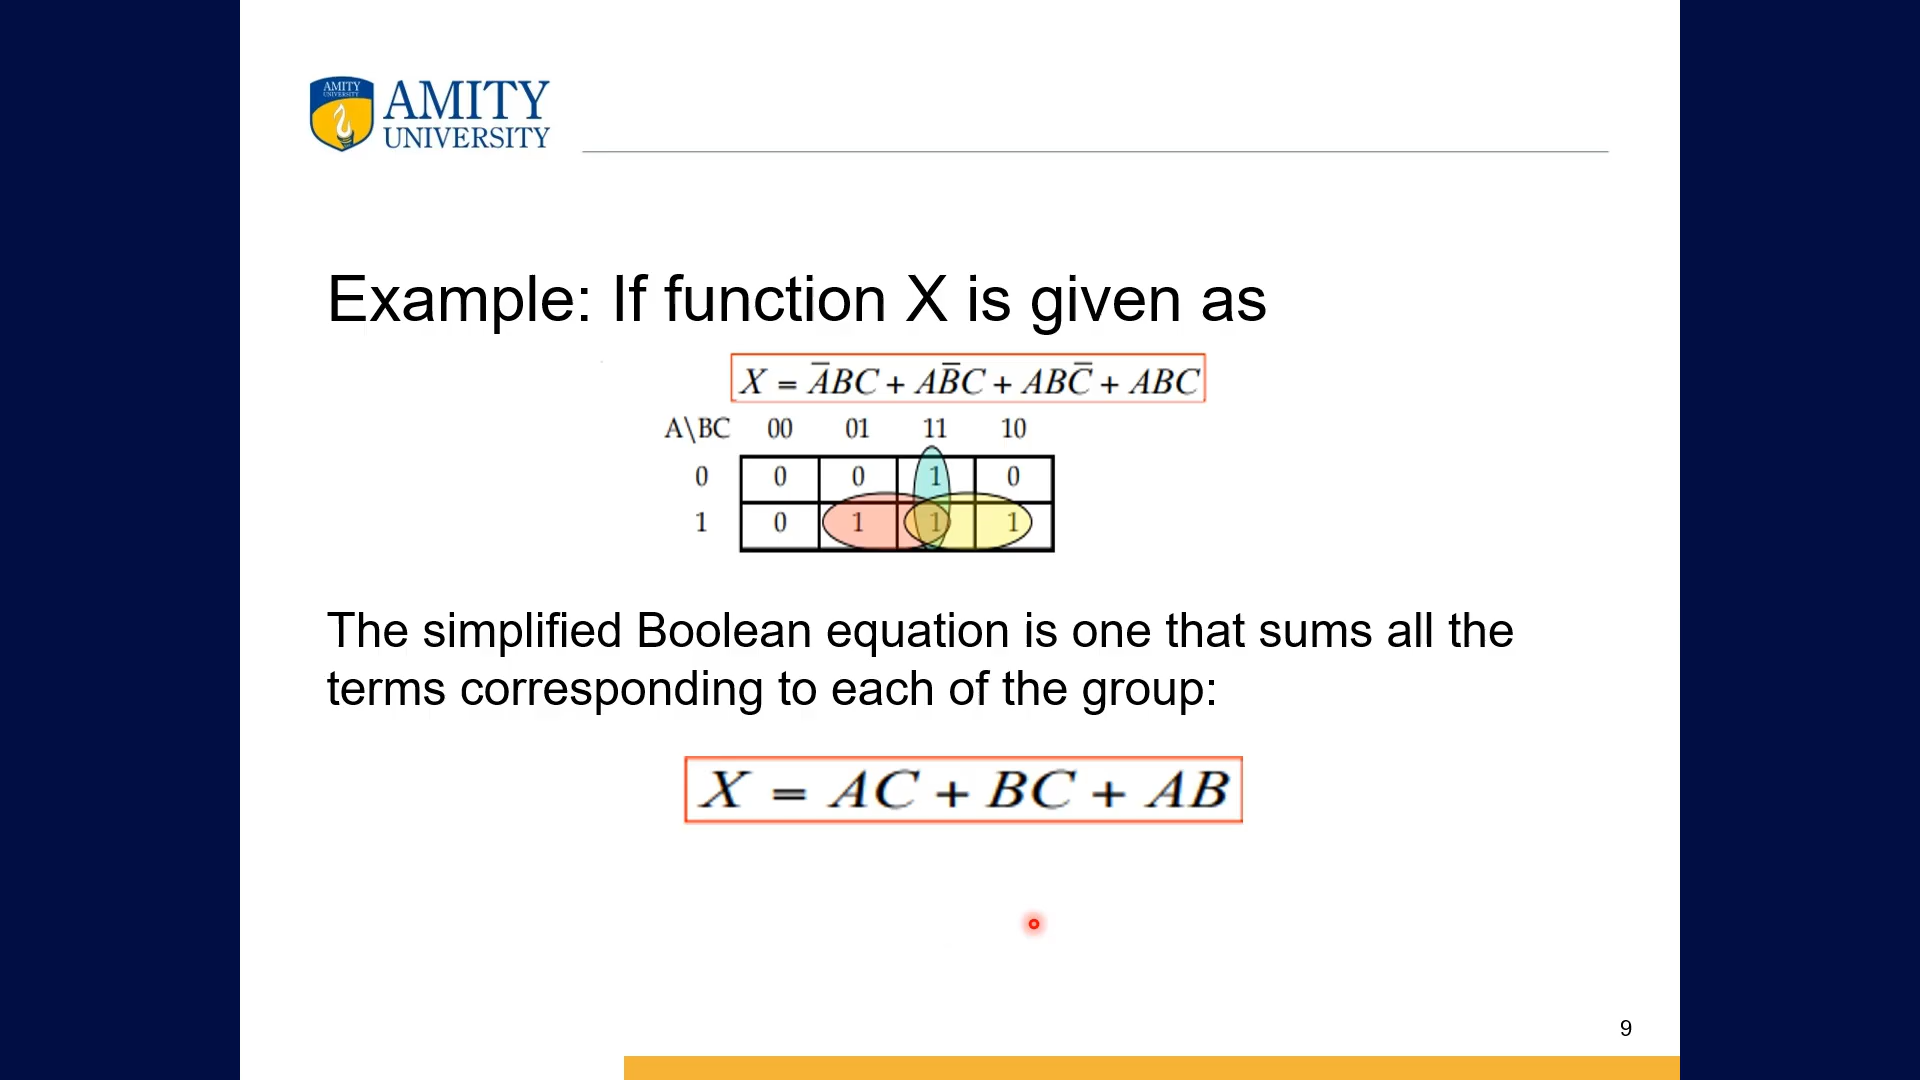 AMITY
UNIVERSITY
AMITY
UNIVERSITY
Example: If function X is given as
X = A̅BC + AB̅C + ABC̅ + ABC
A\BC 00 01 11 10
0 0 0 1 0
1 0 1 1 1
The simplified Boolean equation is one that sums all the
terms corresponding to each of the group:
X = AC + BC + AB
9